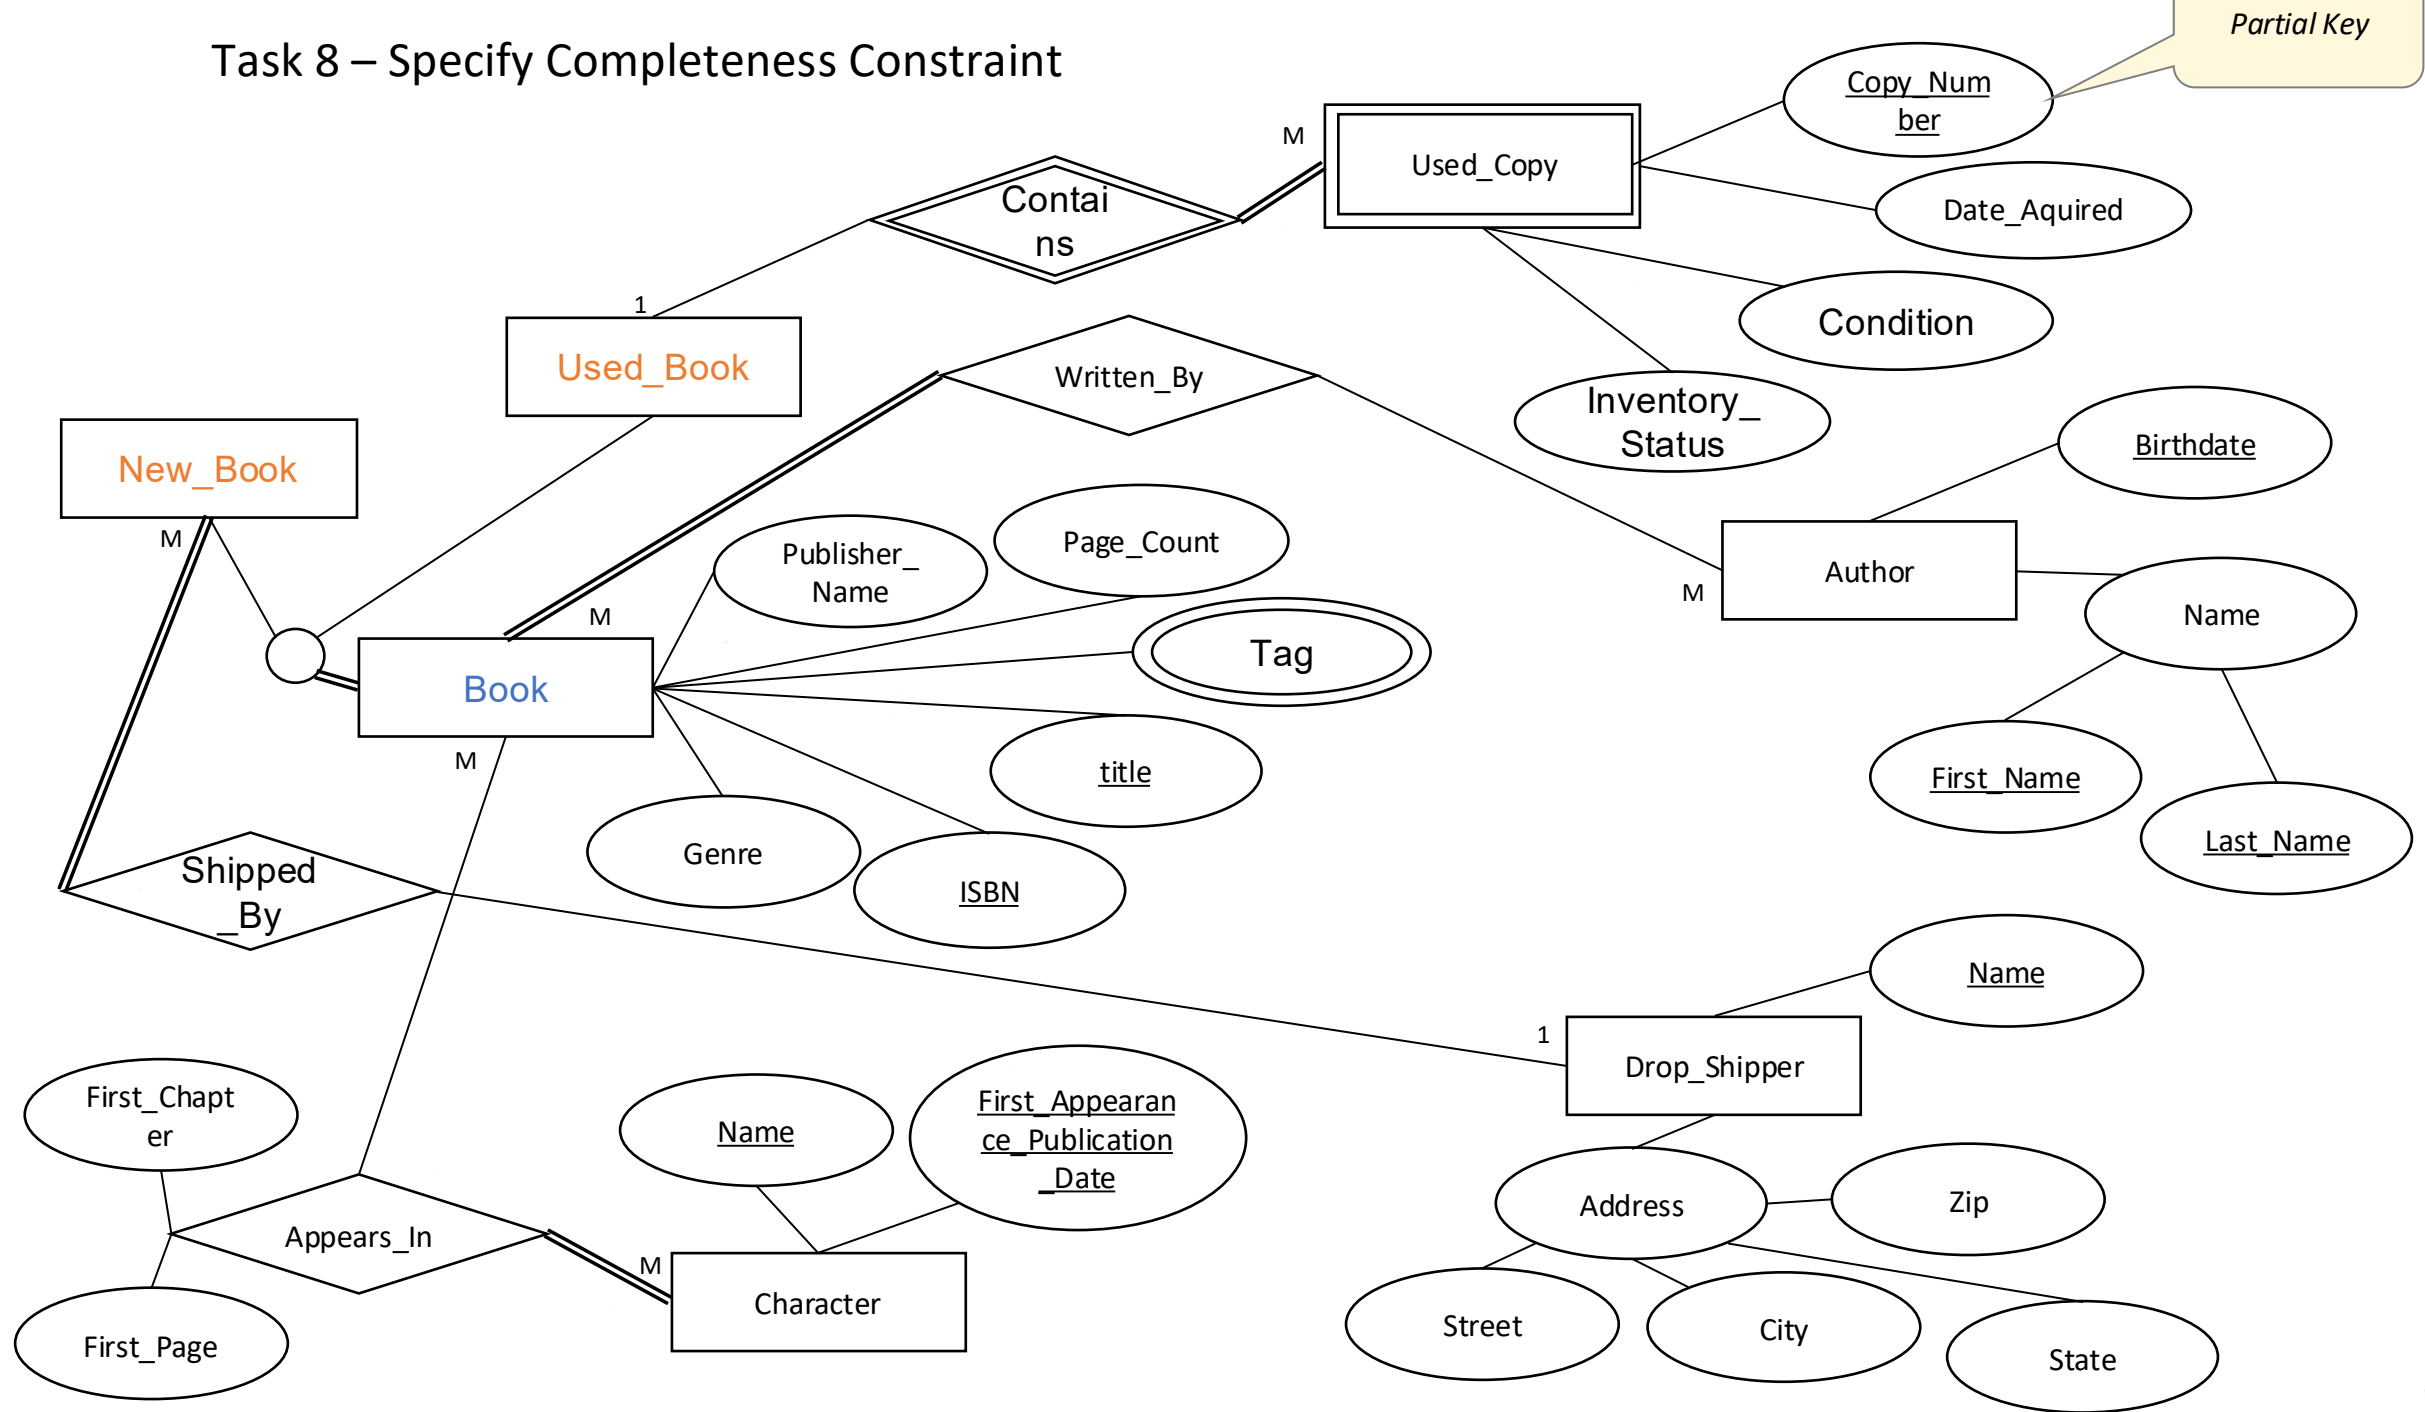 Task 8 – Specify Completeness Constraint
Partial Key
Copy_Num
ber
M
Used_Copy
Contai
ns
Date_Aquired
1
Condition
Used_Book
Written_By
Inventory_
Status
Birthdate
New_Book
M
Publisher_
Name
Page_Count
Author
M
M
Name
Tag
Book
M
title
First_Name
Last_Name
Genre
ISBN
Shipped
_By
Name
1
Drop_Shipper
First_Chapt
er
Name
First_Appearan
ce_Publication
_Date
Address
Zip
Appears_In
M
Character
Street
City
First_Page
State